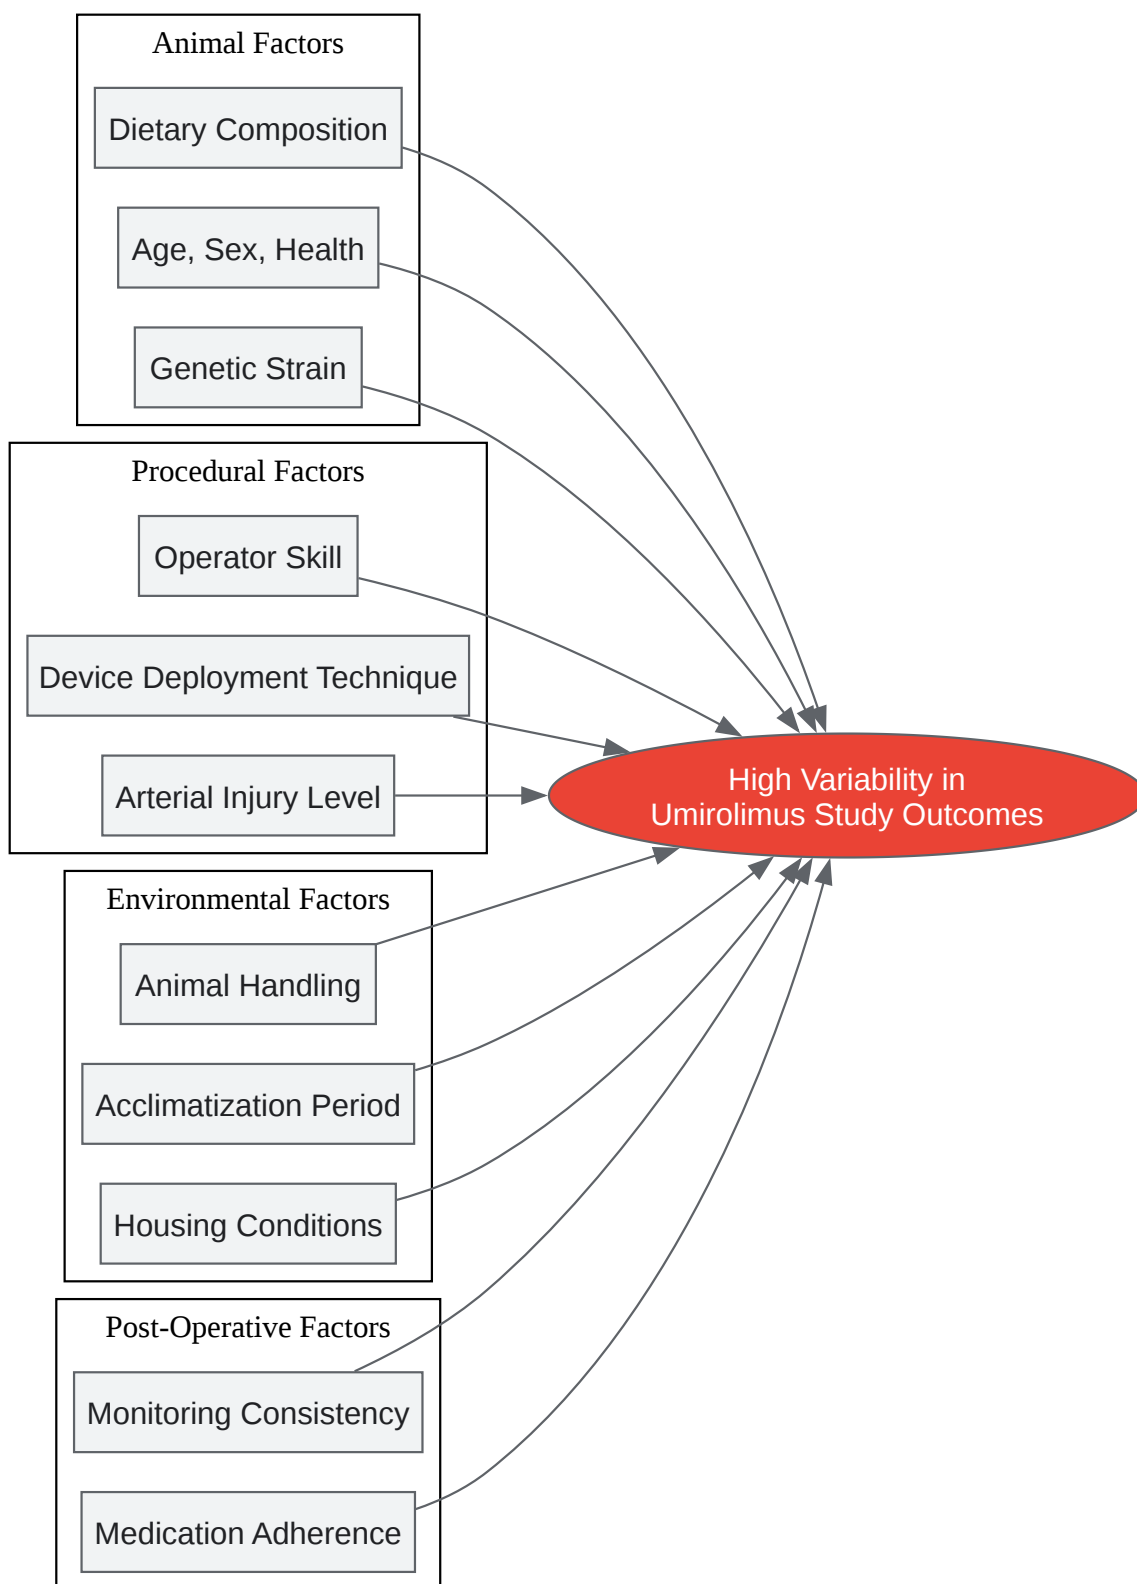 Animal Factors
Dietary Composition
Age, Sex, Health
Genetic Strain
Procedural Factors
Operator Skill
Device Deployment Technique
Arterial Injury Level
High Variability in
Umirolimus Study Outcomes
Environmental Factors
Animal Handling
Acclimatization Period
Housing Conditions
Post-Operative Factors
Monitoring Consistency
Medication Adherence